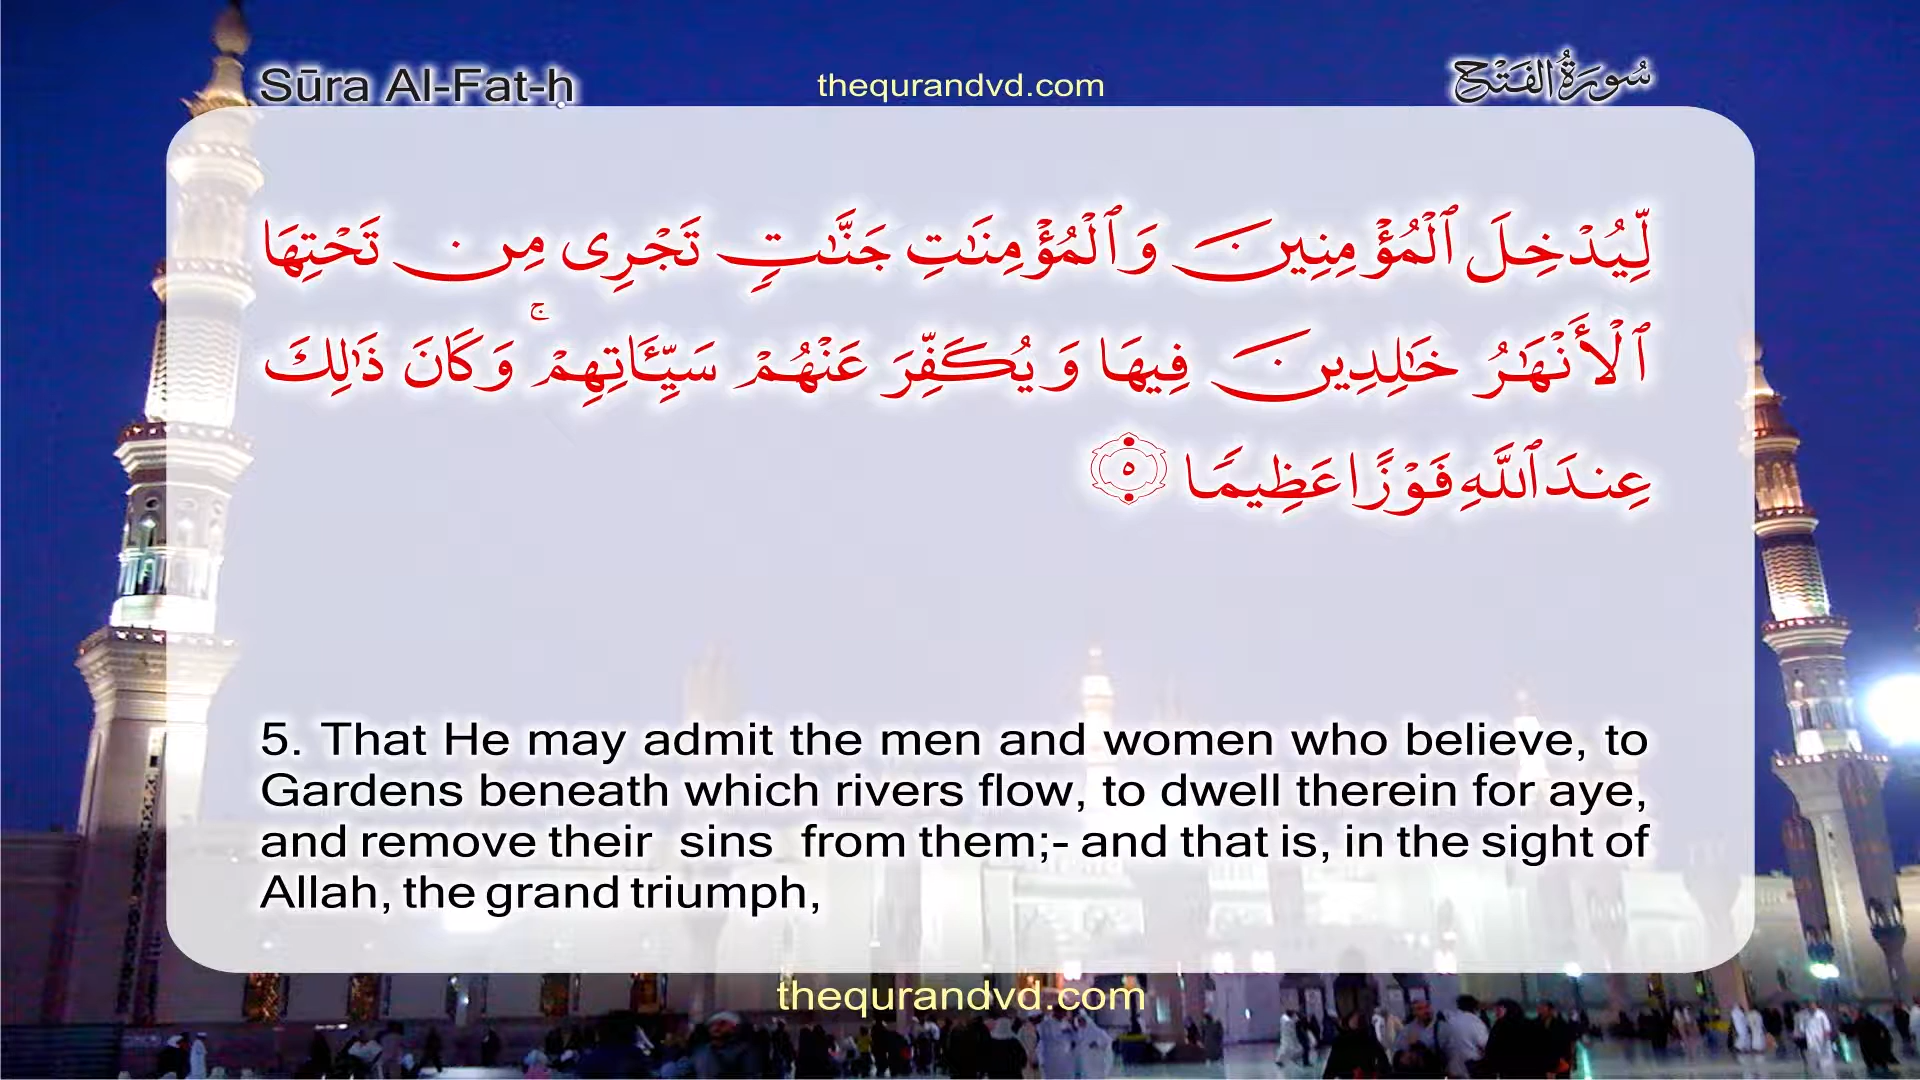 Sūra Al-Fat-ḥ
thequrandvd.com
سُورَةُ الفَتْح
لِّيُدْخِلَ ٱلْمُؤْمِنِينَ وَٱلْمُؤْمِنَٰتِ جَنَّٰتٍ تَجْرِى مِن تَحْتِهَا
ٱلْأَنْهَٰرُ خَٰلِدِينَ فِيهَا وَيُكَفِّرَ عَنْهُمْ سَيِّـَٔاتِهِمْ ۚ وَكَانَ ذَٰلِكَ
عِندَ ٱللَّهِ فَوْزًا عَظِيمًا ٥
5. That He may admit the men and women who believe, to
Gardens beneath which rivers flow, to dwell therein for aye,
and remove their sins from them;- and that is, in the sight of
Allah, the grand triumph,
thequrandvd.com